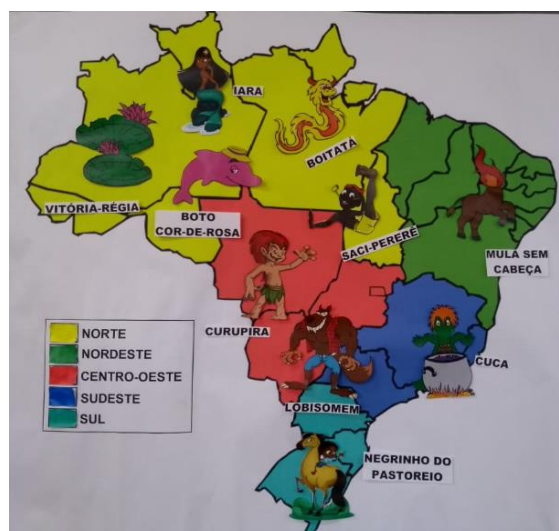 IARA
BOITATÁ
VITÓRIA-RÉGIA
BOTO
COR-DE-ROSA
SACI-PERERÊ
MULA SEM
CABEÇA
CURUPIRA
CUCA
LOBISOMEM
NEGRINHO DO
PASTOREIO
NORTE
NORDESTE
CENTRO-OESTE
SUDESTE
SUL